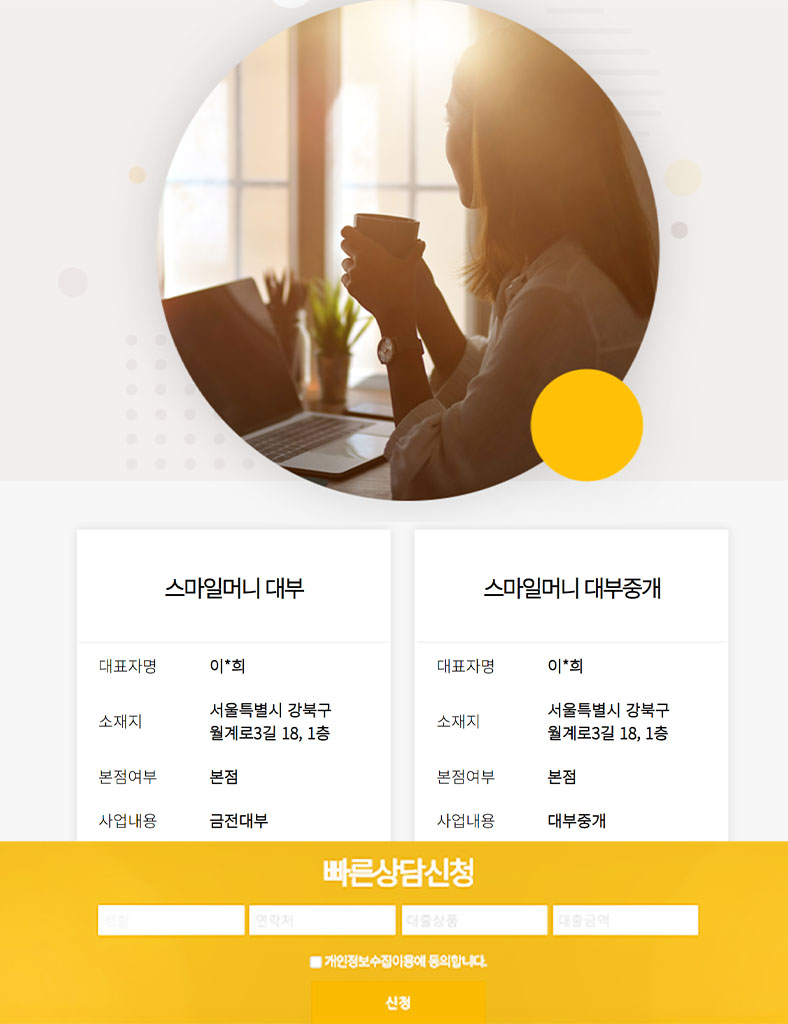 스마일머니 대부
대표자명 이*희
소재지 서울특별시 강북구
월계로3길 18, 1층
본점여부 본점
사업내용 금전대부
스마일머니 대부중개
대표자명 이*희
소재지 서울특별시 강북구
월계로3길 18, 1층
본점여부 본점
사업내용 대부중개
빠른상담신청
성함 연락처 대출상품 대출금액
개인정보수집이용에 동의합니다.
신청